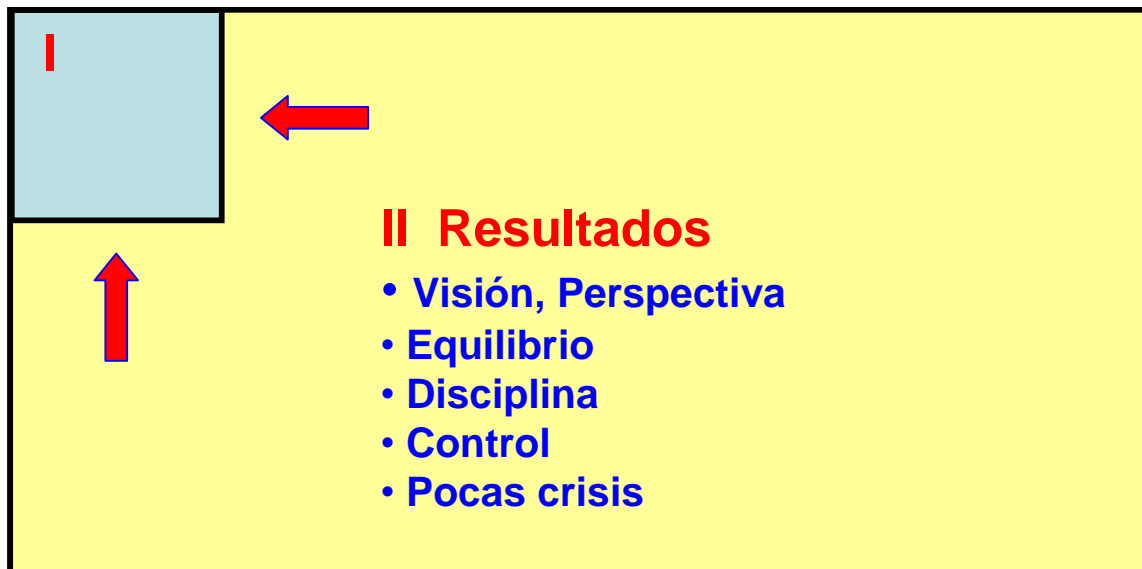 I
II Resultados
• Visión, Perspectiva
• Equilibrio
• Disciplina
• Control
• Pocas crisis